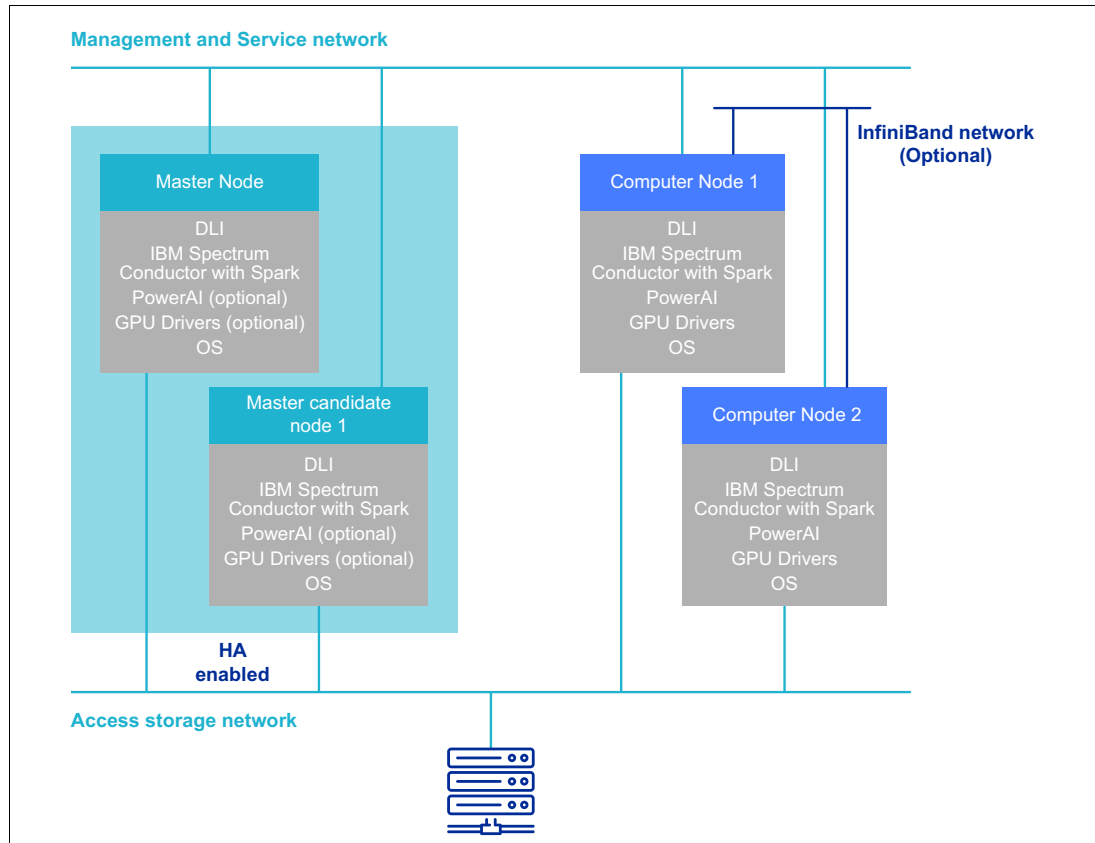 Management and Service network
InfiniBand network
(Optional)
Master Node
DLI
IBM Spectrum
Conductor with Spark
PowerAI (optional)
GPU Drivers (optional)
OS
Computer Node 1
DLI
IBM Spectrum
Conductor with Spark
PowerAI
GPU Drivers
OS
Master candidate
node 1
DLI
IBM Spectrum
Conductor with Spark
PowerAI (optional)
GPU Drivers (optional)
OS
Computer Node 2
DLI
IBM Spectrum
Conductor with Spark
PowerAI
GPU Drivers
OS
HA
enabled
Access storage network